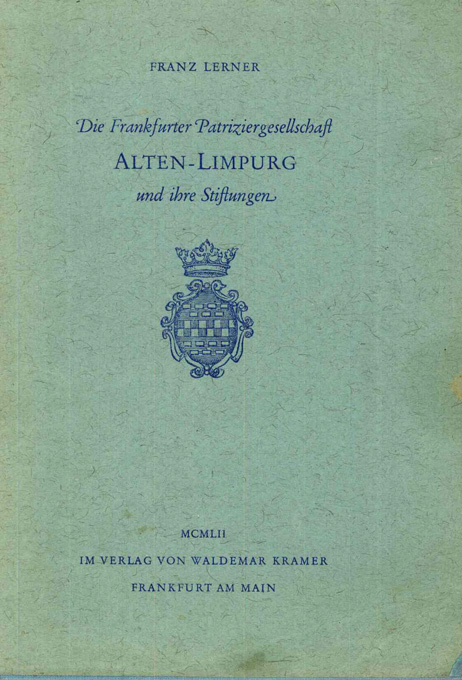 FRANZ LERNER
Die Frankfurter Patriziergesellschaft
ALTEN-LIMPURG
und ihre Stiftungen
MCMLII
IM VERLAG VON WALDEMAR KRAMER
FRANKFURT AM MAIN